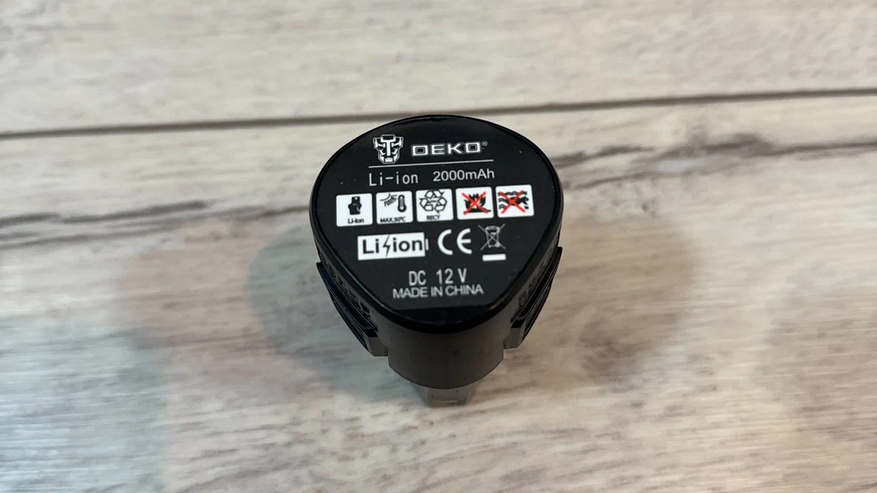 DEKO®
Li-ion 2000mAh
Li-Ion MAX.50℃ RECY
Li ion CE
DC 12 V
MADE IN CHINA